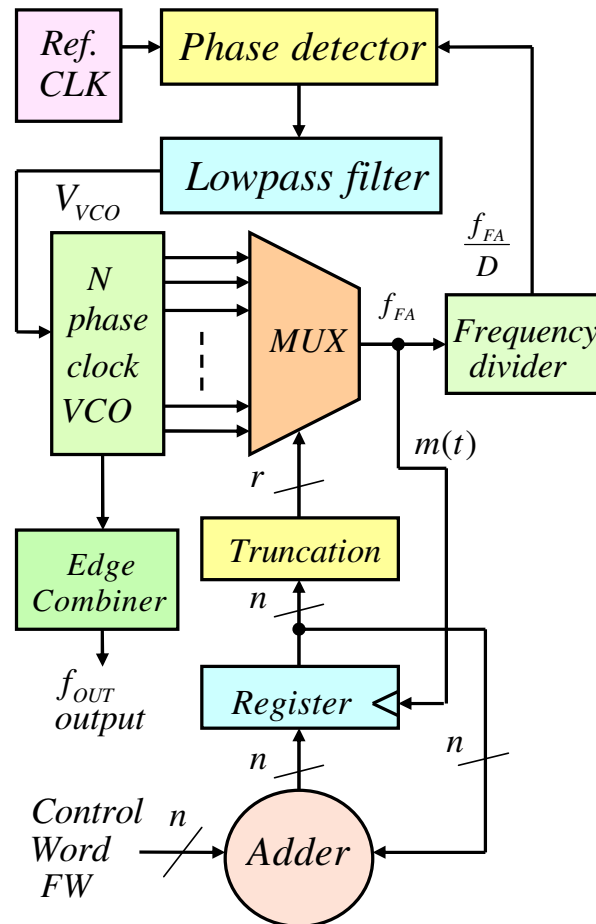 Ref.
CLK
Phase detector
Lowpass filter
V_VCO
f_FA
D
N
phase
clock
VCO
MUX
f_FA
Frequency
divider
m(t)
r
Truncation
Edge
Combiner
n
f_OUT
output
Register
n
n
Control
Word
FW
n
Adder